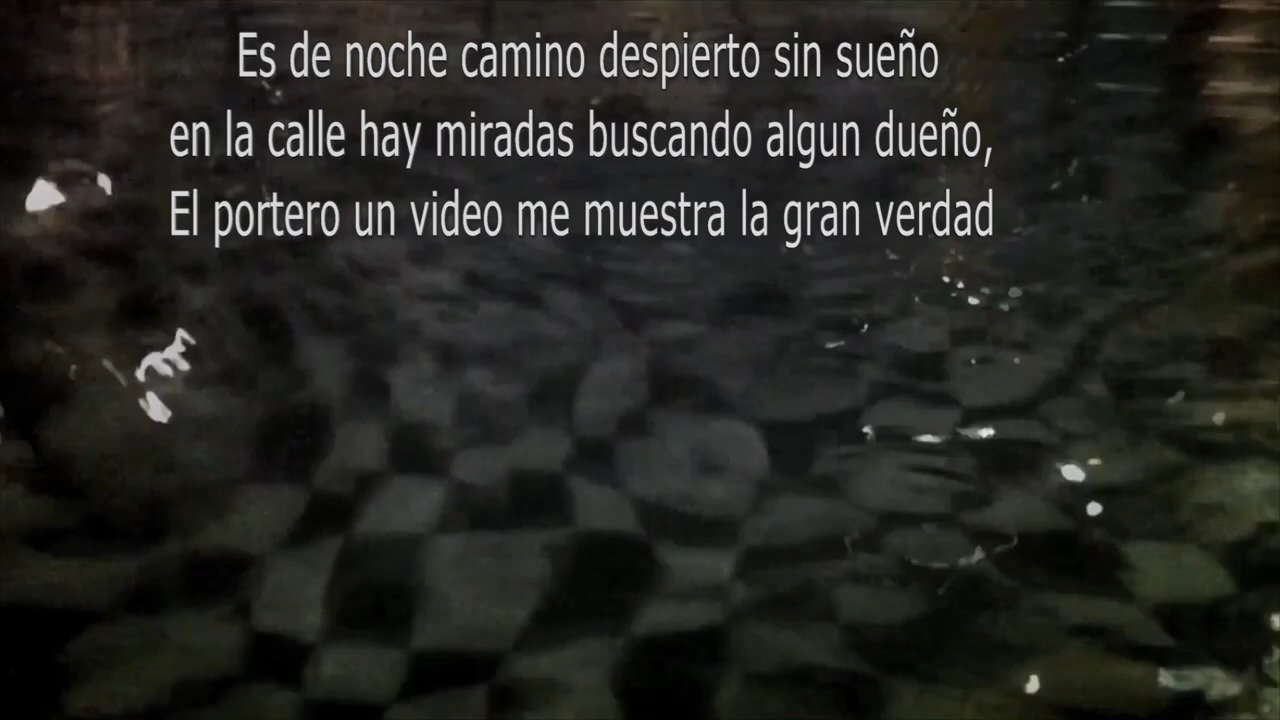 Es de noche camino despierto sin sueño
en la calle hay miradas buscando algun dueño,
El portero un video me muestra la gran verdad